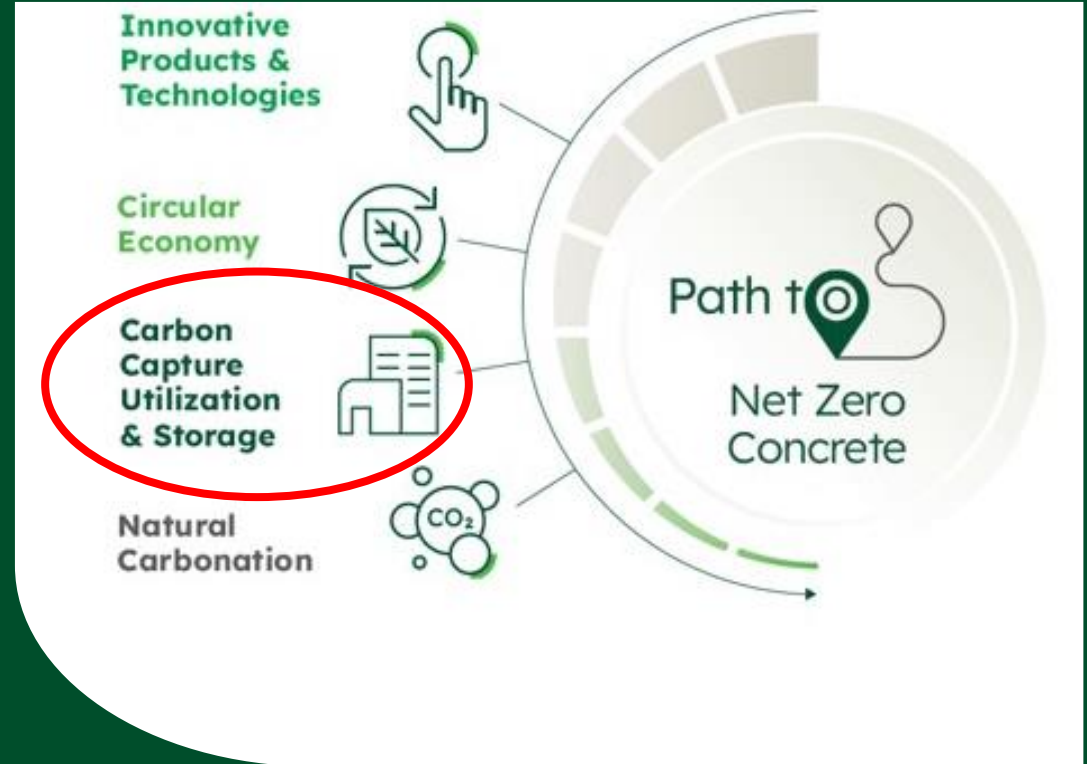 Innovative
Products &
Technologies
Circular
Economy
Carbon
Capture
Utilization
& Storage
Natural
Carbonation
CO₂
Path to
Net Zero
Concrete